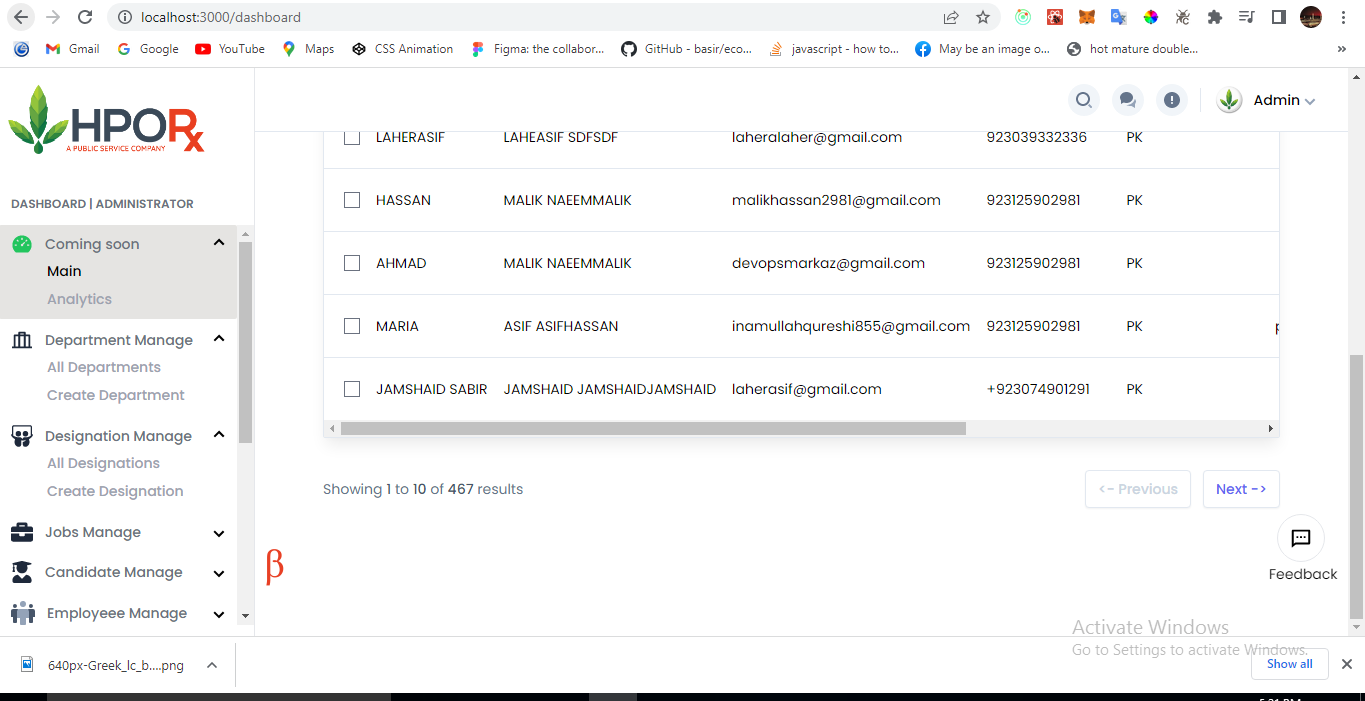 localhost:3000/dashboard
Gmail Google YouTube Maps CSS Animation Figma: the collabor... GitHub - basir/eco... javascript - how to... May be an image o... hot mature double... »
HPORx
A PUBLIC SERVICE COMPANY
Admin
DASHBOARD | ADMINISTRATOR
Coming soon
Main
Analytics
Department Manage
All Departments
Create Department
Designation Manage
All Designations
Create Designation
Jobs Manage
Candidate Manage
Employeee Manage
LAHERASIF LAHEASIF SDFSDF laheralaher@gmail.com 923039332336 PK
HASSAN MALIK NAEEMMALIK malikhassan2981@gmail.com 923125902981 PK
AHMAD MALIK NAEEMMALIK devopsmarkaz@gmail.com 923125902981 PK
MARIA ASIF ASIFHASSAN inamullahqureshi855@gmail.com 923125902981 PK
JAMSHAID SABIR JAMSHAID JAMSHAIDJAMSHAID laherasif@gmail.com +923074901291 PK
Showing 1 to 10 of 467 results
<- Previous Next ->
β
Feedback
Activate Windows
Go to Settings to activate Windows.
640px-Greek_lc_b....png
Show all